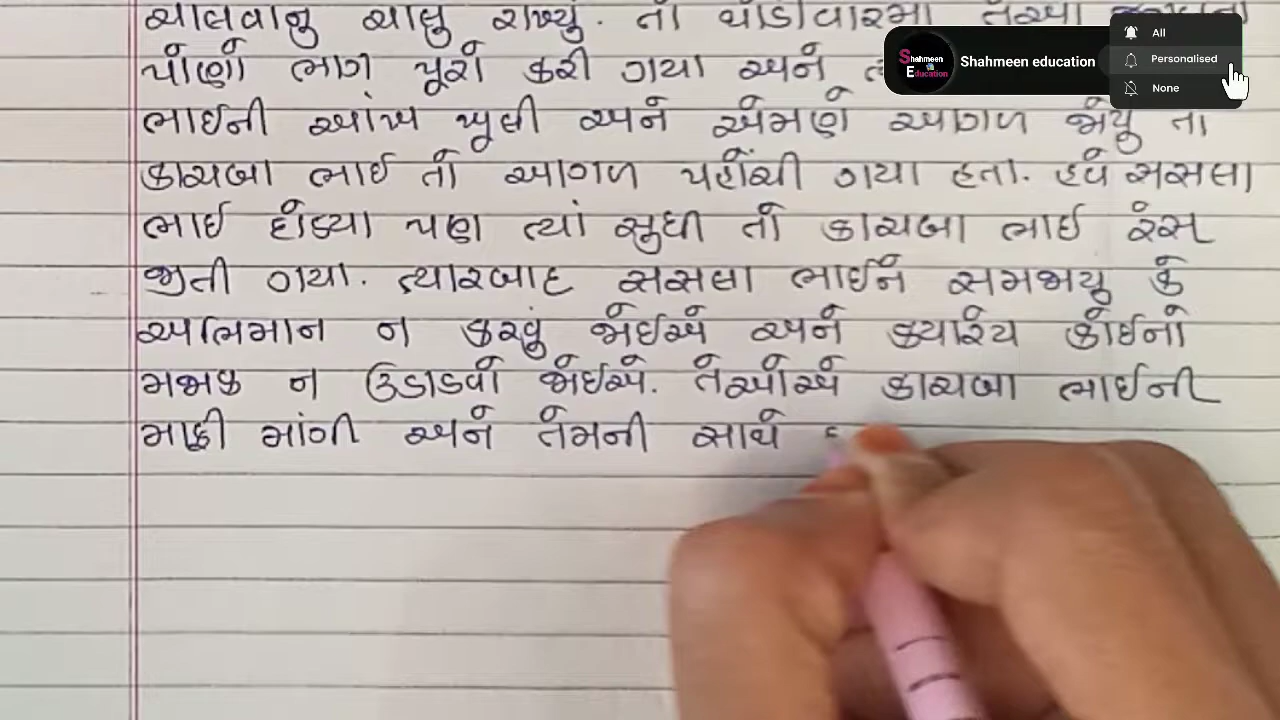 ચાલવાનુ ચાલુ રાખ્યું. તો થોડીવારમા તેઓ
પોણો ભાગ પૂરો કરી ગયા અને
ભાઈની આંખ ખૂલી અને એમણે આગળ જોયુ તો
કાચબા ભાઈ તો આગળ પહોંચી ગયા હતા. હવે સસલા
ભાઈ દોડ્યા પણ ત્યાં સુધી તો કાચબા ભાઈ રેસ
જીતી ગયા. ત્યારબાદ સસલા ભાઈને સમજાયુ કે
અભિમાન ન કરવું જોઈએ અને ક્યારેય કોઈનો
મજાક ન ઉડાડવો જોઈએ. તેઓએ કાચબા ભાઈની
માફી માંગી અને તેમની સાથે
Shahmeen Education
Shahmeen education
All
Personalised
None